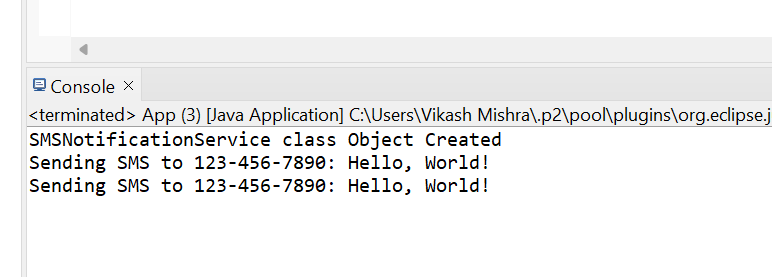 Console
<terminated> App (3) [Java Application] C:\Users\Vikash Mishra\.p2\pool\plugins\org.eclipse.j
SMSNotificationService class Object Created
Sending SMS to 123-456-7890: Hello, World!
Sending SMS to 123-456-7890: Hello, World!